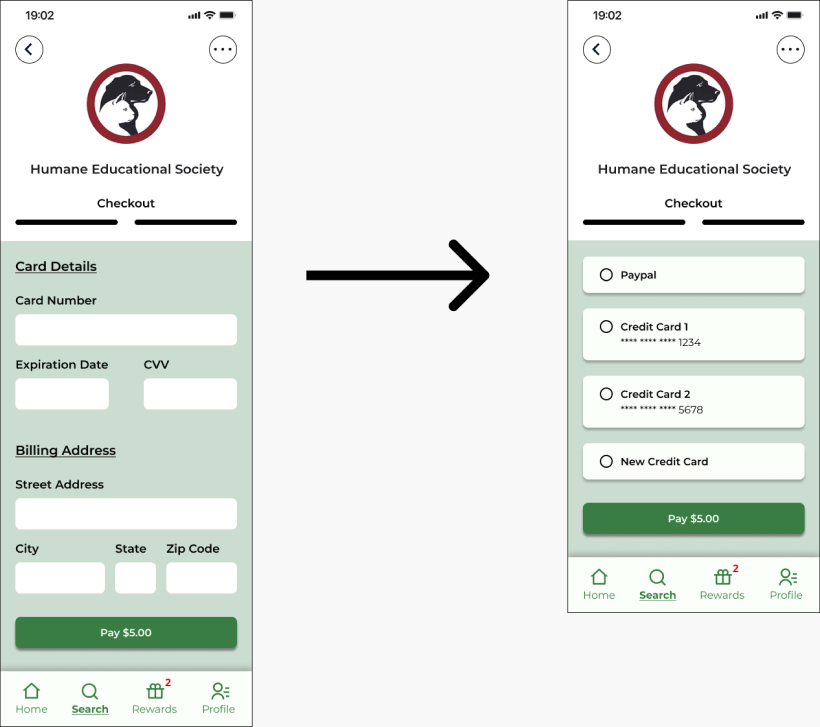 19:02
Humane Educational Society
Checkout
Card Details
Card Number
Expiration Date CVV
Billing Address
Street Address
City State Zip Code
Pay $5.00
2
Home Search Rewards Profile
19:02
Humane Educational Society
Checkout
Paypal
Credit Card 1
**** **** **** 1234
Credit Card 2
**** **** **** 5678
New Credit Card
Pay $5.00
2
Home Search Rewards Profile